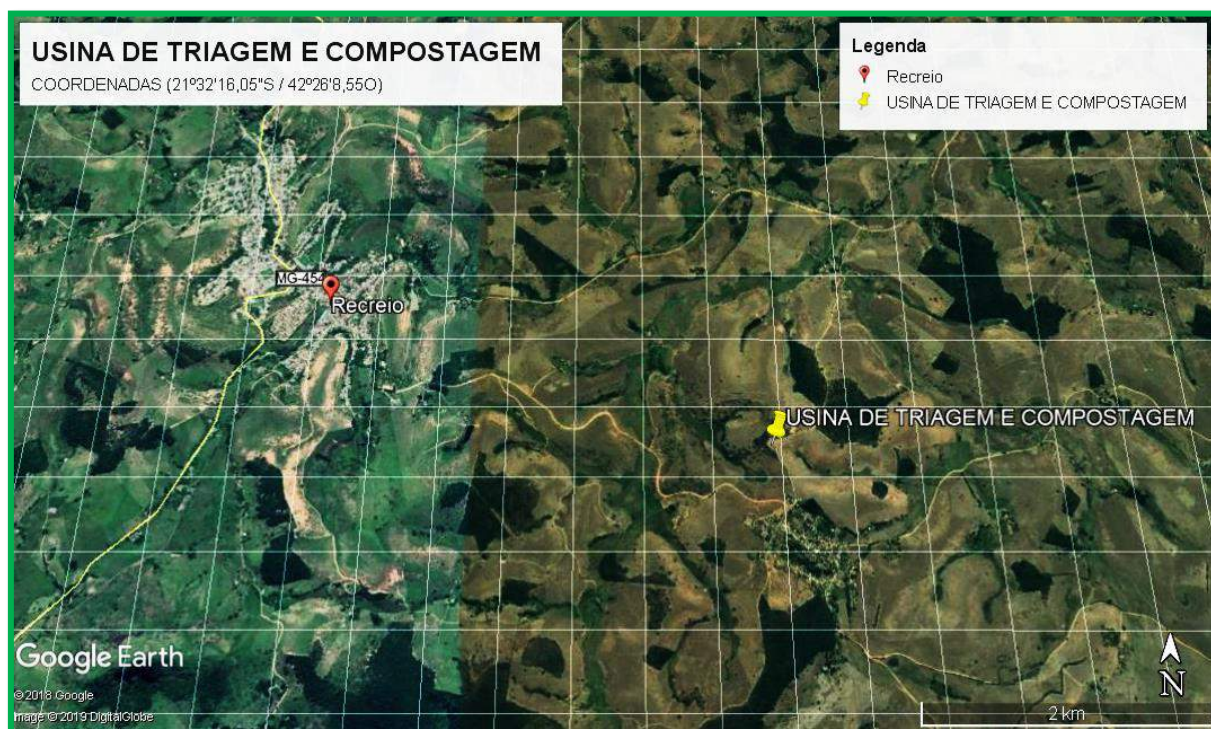 USINA DE TRIAGEM E COMPOSTAGEM
COORDENADAS (21º32'16,05"S / 42º26'8,55O)
Legenda
Recreio
USINA DE TRIAGEM E COMPOSTAGEM
MG-454
Recreio
USINA DE TRIAGEM E COMPOSTAGEM
Google Earth
© 2018 Google
Image © 2019 DigitalGlobe
N
2 km